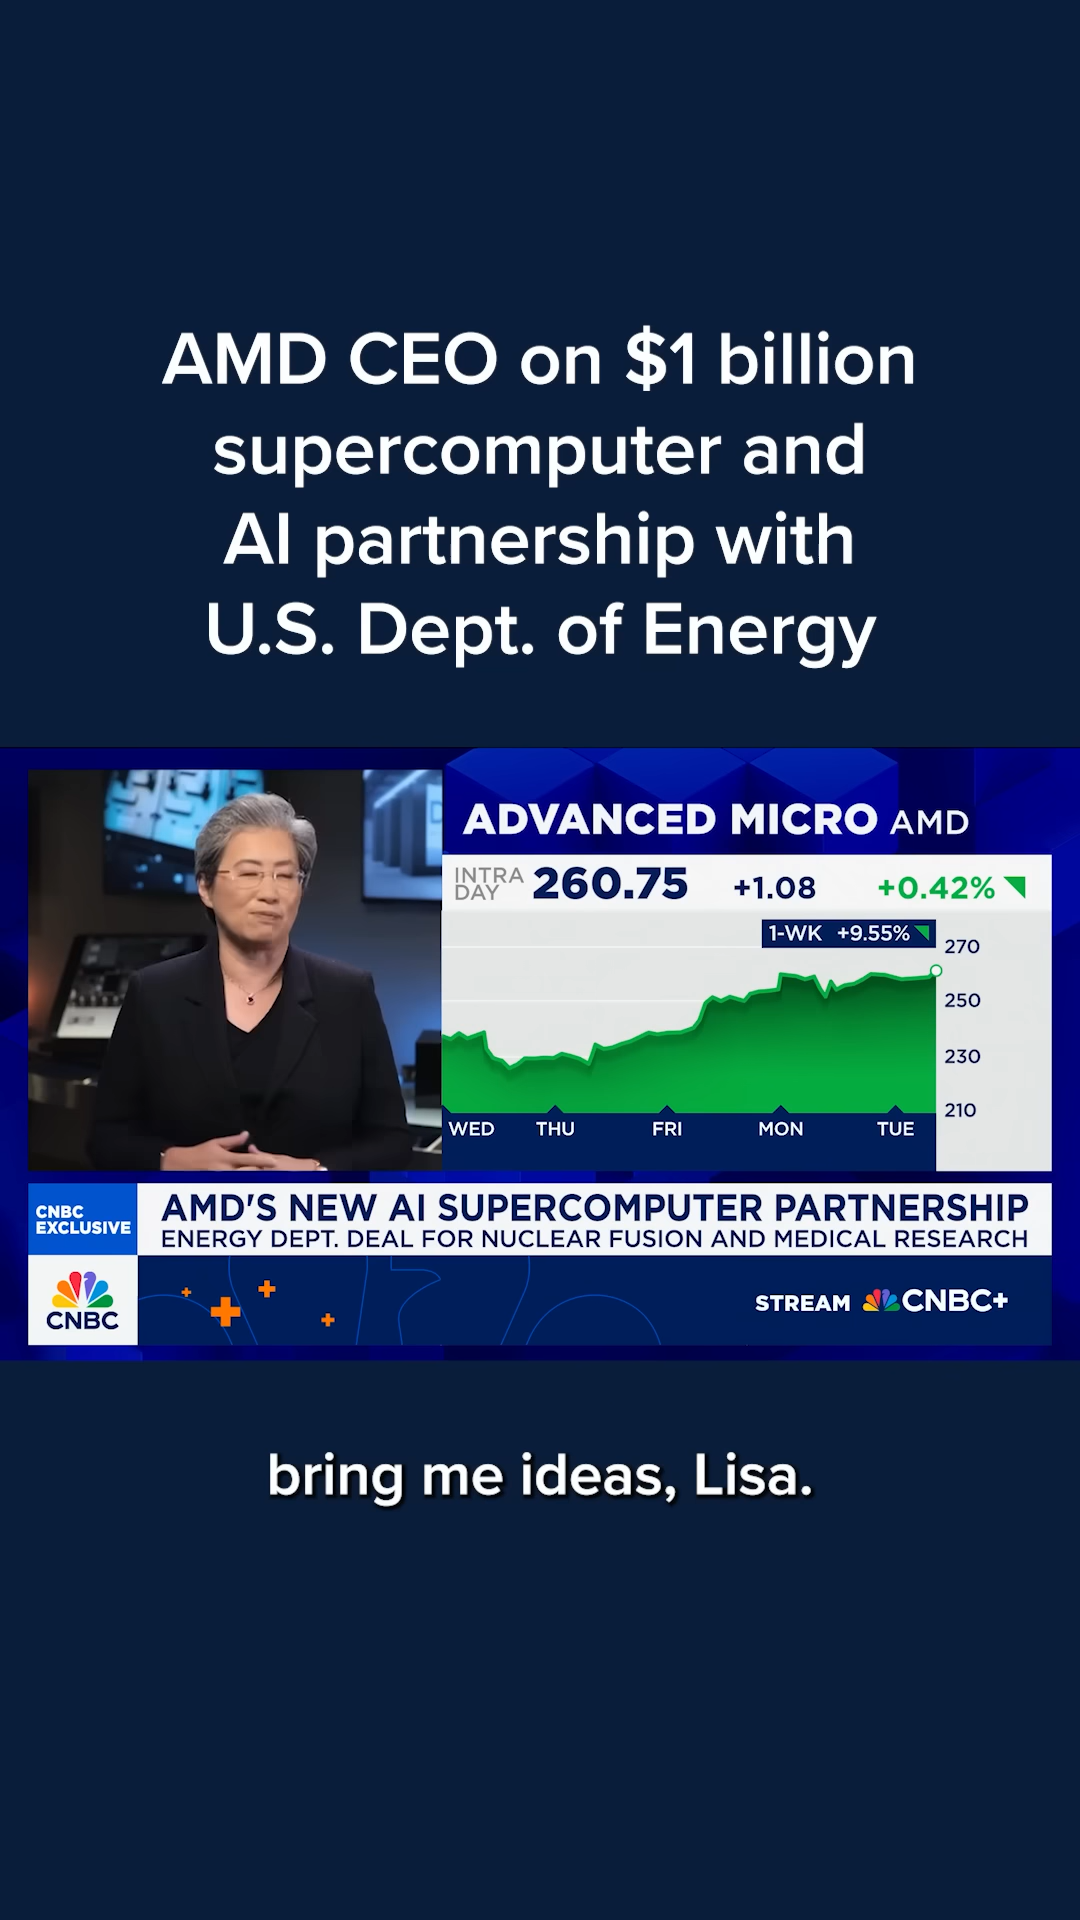 AMD CEO on $1 billion
supercomputer and
AI partnership with
U.S. Dept. of Energy
ADVANCED MICRO AMD
INTRA
DAY
260.75 +1.08 +0.42%
1-WK +9.55%
270
250
230
210
WED THU FRI MON TUE
CNBC
EXCLUSIVE
AMD'S NEW AI SUPERCOMPUTER PARTNERSHIP
ENERGY DEPT. DEAL FOR NUCLEAR FUSION AND MEDICAL RESEARCH
CNBC
STREAM CNBC+
bring me ideas, Lisa.